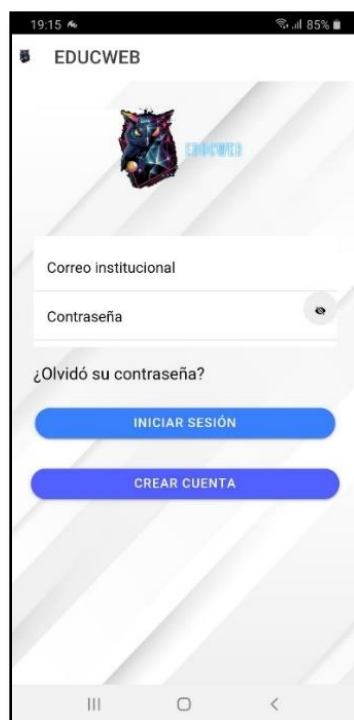 19:15 85%
EDUCWEB
EDUCWEB
Correo institucional
Contraseña
¿Olvidó su contraseña?
INICIAR SESIÓN
CREAR CUENTA